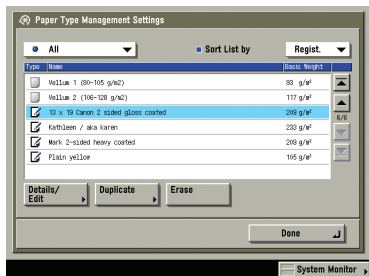 Paper Type Management Settings
All
Sort List by
Regist.
Type Name Basis Weight
Vellum 1 (80-105 g/m2) 93 g/m²
Vellum 2 (106-128 g/m2) 117 g/m²
13 x 19 Canon 2 sided gloss coated 209 g/m²
Kathleen / aka karen 233 g/m²
Mark 2-sided heavy coated 209 g/m²
Plain yellow 105 g/m²
6/6
Details/
Edit
Duplicate
Erase
Done
System Monitor